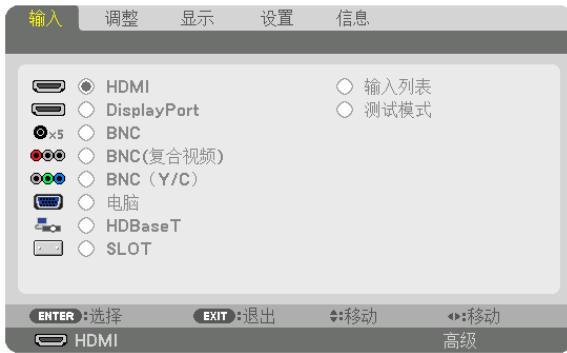 输入 调整 显示 设置 信息
HDMI 输入列表
DisplayPort 测试模式
×5 BNC
BNC(复合视频)
BNC（Y/C）
电脑
HDBaseT
SLOT
ENTER:选择 EXIT:退出 :移动 :移动
HDMI 高级